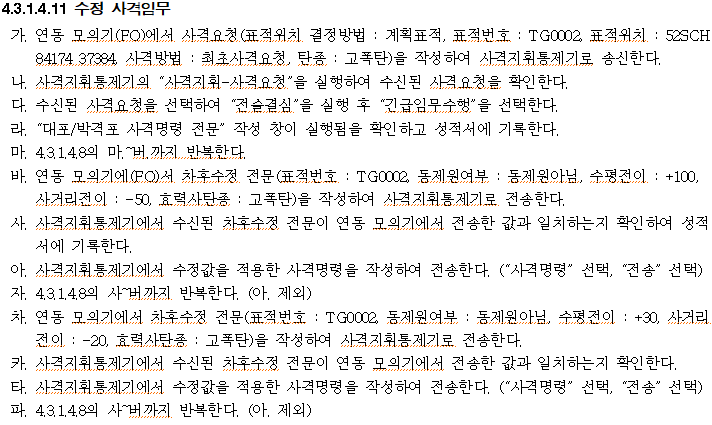 4.3.1.4.11 수정 사격임무
가. 연동 모의기(FO)에서 사격요청(표적위치 결정방법 : 계획표적, 표적번호 : TG0002, 표적위치 : 52SCH
84174 37384, 사격방법 : 최초사격요청, 탄종 : 고폭탄)을 작성하여 사격지휘통제기로 송신한다.
나. 사격지휘통제기의 “사격지휘-사격요청”을 실행하여 수신된 사격요청을 확인한다.
다. 수신된 사격요청을 선택하여 “전술결심”을 실행 후 “긴급임무수행”을 선택한다.
라. “대포/박격포 사격명령 전문” 작성 창이 실행됨을 확인하고 성적서에 기록한다.
마. 4.3.1.4.8의 마.~버.까지 반복한다.
바. 연동 모의기에(FO)서 차후수정 전문(표적번호 : TG0002, 동제원여부 : 동제원아님, 수평전이 : +100,
사거리전이 : -50, 효력사탄종 : 고폭탄)을 작성하여 사격지휘통제기로 전송한다.
사. 사격지휘통제기에서 수신된 차후수정 전문이 연동 모의기에서 전송한 값과 일치하는지 확인하여 성적
서에 기록한다.
아. 사격지휘통제기에서 수정값을 적용한 사격명령을 작성하여 전송한다. (“사격명령” 선택, “전송” 선택)
자. 4.3.1.4.8의 사~버까지 반복한다. (아. 제외)
차. 연동 모의기에서 차후수정 전문(표적번호 : TG0002, 동제원여부 : 동제원아님, 수평전이 : +30, 사거리
전이 : -20, 효력사탄종 : 고폭탄)을 작성하여 사격지휘통제기로 전송한다.
카. 사격지휘통제기에서 수신된 차후수정 전문이 연동 모의기에서 전송한 값과 일치하는지 확인한다.
타. 사격지휘통제기에서 수정값을 적용한 사격명령을 작성하여 전송한다. (“사격명령” 선택, “전송” 선택)
파. 4.3.1.4.8의 사~버까지 반복한다. (아. 제외)